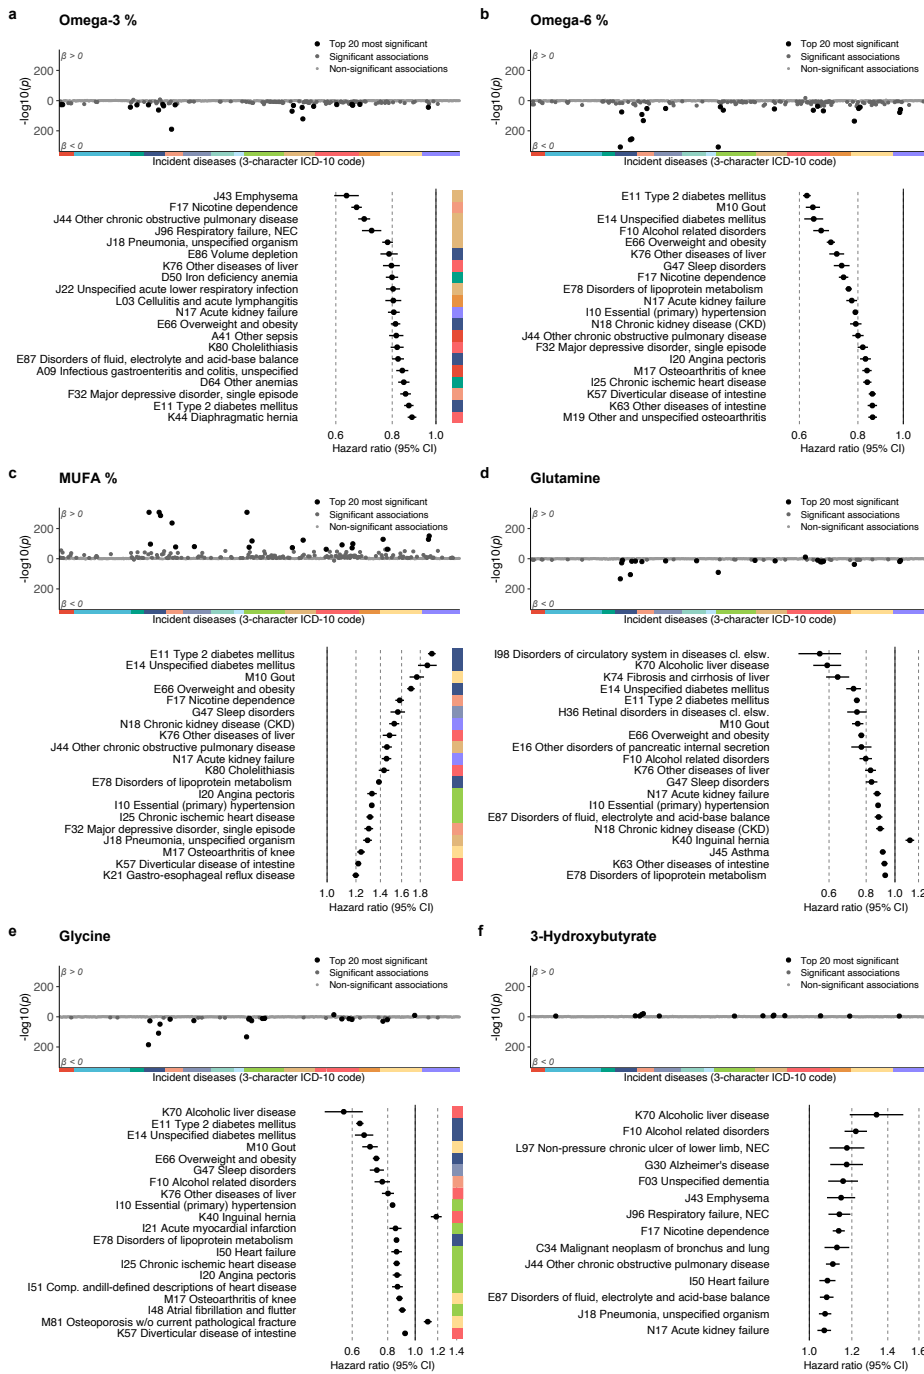 a
Omega-3 %
Top 20 most significant
Significant associations
Non-significant associations
β > 0
200
0
200
-log10(p)
β < 0
Incident diseases (3-character ICD-10 code)
J43 Emphysema
F17 Nicotine dependence
J44 Other chronic obstructive pulmonary disease
J96 Respiratory failure, NEC
J18 Pneumonia, unspecified organism
E86 Volume depletion
K76 Other diseases of liver
D50 Iron deficiency anemia
J22 Unspecified acute lower respiratory infection
L03 Cellulitis and acute lymphangitis
N17 Acute kidney failure
E66 Overweight and obesity
A41 Other sepsis
K80 Cholelithiasis
E87 Disorders of fluid, electrolyte and acid-base balance
A09 Infectious gastroenteritis and colitis, unspecified
D64 Other anemias
F32 Major depressive disorder, single episode
E11 Type 2 diabetes mellitus
K44 Diaphragmatic hernia
0.6 0.8 1.0
Hazard ratio (95% CI)
b
Omega-6 %
Top 20 most significant
Significant associations
Non-significant associations
β > 0
200
0
200
-log10(p)
β < 0
Incident diseases (3-character ICD-10 code)
E11 Type 2 diabetes mellitus
M10 Gout
E14 Unspecified diabetes mellitus
F10 Alcohol related disorders
E66 Overweight and obesity
K76 Other diseases of liver
G47 Sleep disorders
F17 Nicotine dependence
E78 Disorders of lipoprotein metabolism
N17 Acute kidney failure
I10 Essential (primary) hypertension
N18 Chronic kidney disease (CKD)
J44 Other chronic obstructive pulmonary disease
F32 Major depressive disorder, single episode
I20 Angina pectoris
M17 Osteoarthritis of knee
I25 Chronic ischemic heart disease
K57 Diverticular disease of intestine
K63 Other diseases of intestine
M19 Other and unspecified osteoarthritis
0.6 0.8 1.0
Hazard ratio (95% CI)
c
MUFA %
Top 20 most significant
Significant associations
Non-significant associations
β > 0
200
0
200
-log10(p)
β < 0
Incident diseases (3-character ICD-10 code)
E11 Type 2 diabetes mellitus
E14 Unspecified diabetes mellitus
M10 Gout
E66 Overweight and obesity
F17 Nicotine dependence
G47 Sleep disorders
N18 Chronic kidney disease (CKD)
K76 Other diseases of liver
J44 Other chronic obstructive pulmonary disease
N17 Acute kidney failure
K80 Cholelithiasis
E78 Disorders of lipoprotein metabolism
I20 Angina pectoris
I10 Essential (primary) hypertension
I25 Chronic ischemic heart disease
F32 Major depressive disorder, single episode
J18 Pneumonia, unspecified organism
M17 Osteoarthritis of knee
K57 Diverticular disease of intestine
K21 Gastro-esophageal reflux disease
1.0 1.2 1.4 1.6 1.8
Hazard ratio (95% CI)
d
Glutamine
Top 20 most significant
Significant associations
Non-significant associations
β > 0
200
0
200
-log10(p)
β < 0
Incident diseases (3-character ICD-10 code)
I98 Disorders of circulatory system in diseases cl. elsw.
K70 Alcoholic liver disease
K74 Fibrosis and cirrhosis of liver
E14 Unspecified diabetes mellitus
E11 Type 2 diabetes mellitus
H36 Retinal disorders in diseases cl. elsw.
M10 Gout
E66 Overweight and obesity
E16 Other disorders of pancreatic internal secretion
F10 Alcohol related disorders
K76 Other diseases of liver
G47 Sleep disorders
N17 Acute kidney failure
I10 Essential (primary) hypertension
E87 Disorders of fluid, electrolyte and acid-base balance
N18 Chronic kidney disease (CKD)
K40 Inguinal hernia
J45 Asthma
K63 Other diseases of intestine
E78 Disorders of lipoprotein metabolism
0.6 0.8 1.0 1.2
Hazard ratio (95% CI)
e
Glycine
Top 20 most significant
Significant associations
Non-significant associations
β > 0
200
0
200
-log10(p)
β < 0
Incident diseases (3-character ICD-10 code)
K70 Alcoholic liver disease
E11 Type 2 diabetes mellitus
E14 Unspecified diabetes mellitus
M10 Gout
E66 Overweight and obesity
G47 Sleep disorders
F10 Alcohol related disorders
K76 Other diseases of liver
I10 Essential (primary) hypertension
K40 Inguinal hernia
I21 Acute myocardial infarction
E78 Disorders of lipoprotein metabolism
I50 Heart failure
I25 Chronic ischemic heart disease
I20 Angina pectoris
I51 Comp. andill-defined descriptions of heart disease
M17 Osteoarthritis of knee
I48 Atrial fibrillation and flutter
M81 Osteoporosis w/o current pathological fracture
K57 Diverticular disease of intestine
0.6 0.8 1.0 1.2 1.4
Hazard ratio (95% CI)
f
3-Hydroxybutyrate
Top 20 most significant
Significant associations
Non-significant associations
β > 0
200
0
200
-log10(p)
β < 0
Incident diseases (3-character ICD-10 code)
K70 Alcoholic liver disease
F10 Alcohol related disorders
L97 Non-pressure chronic ulcer of lower limb, NEC
G30 Alzheimer's disease
F03 Unspecified dementia
J43 Emphysema
J96 Respiratory failure, NEC
F17 Nicotine dependence
C34 Malignant neoplasm of bronchus and lung
J44 Other chronic obstructive pulmonary disease
I50 Heart failure
E87 Disorders of fluid, electrolyte and acid-base balance
J18 Pneumonia, unspecified organism
N17 Acute kidney failure
1.0 1.2 1.4 1.6
Hazard ratio (95% CI)